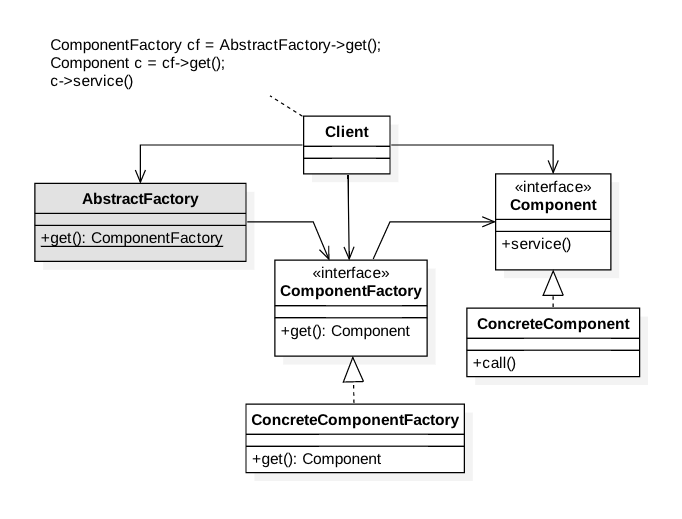 ComponentFactory cf = AbstractFactory->get();
Component c = cf->get();
c->service()
Client
AbstractFactory
+get(): ComponentFactory
«interface»
Component
+service()
«interface»
ComponentFactory
+get(): Component
ConcreteComponent
+call()
ConcreteComponentFactory
+get(): Component